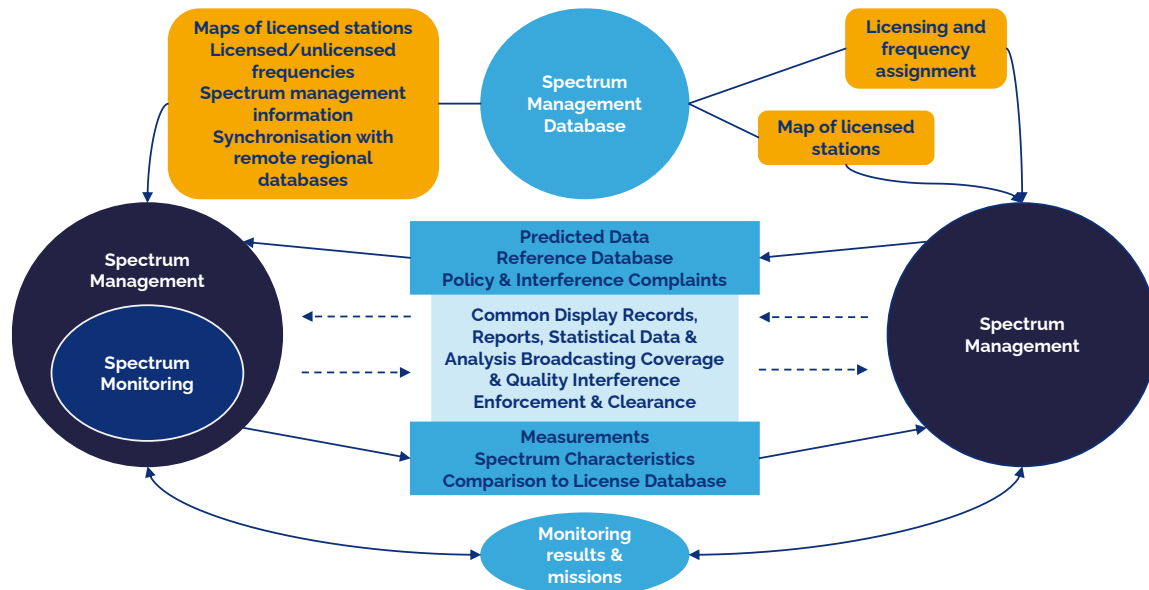 Maps of licensed stations
Licensed/unlicensed
frequencies
Spectrum management
information
Synchronisation with
remote regional
databases
Spectrum
Management
Database
Licensing and
frequency
assignment
Map of licensed
stations
Spectrum
Management
Spectrum
Monitoring
Predicted Data
Reference Database
Policy & Interference Complaints
Common Display Records,
Reports, Statistical Data &
Analysis Broadcasting Coverage
& Quality Interference
Enforcement & Clearance
Measurements
Spectrum Characteristics
Comparison to License Database
Spectrum
Management
Monitoring
results &
missions